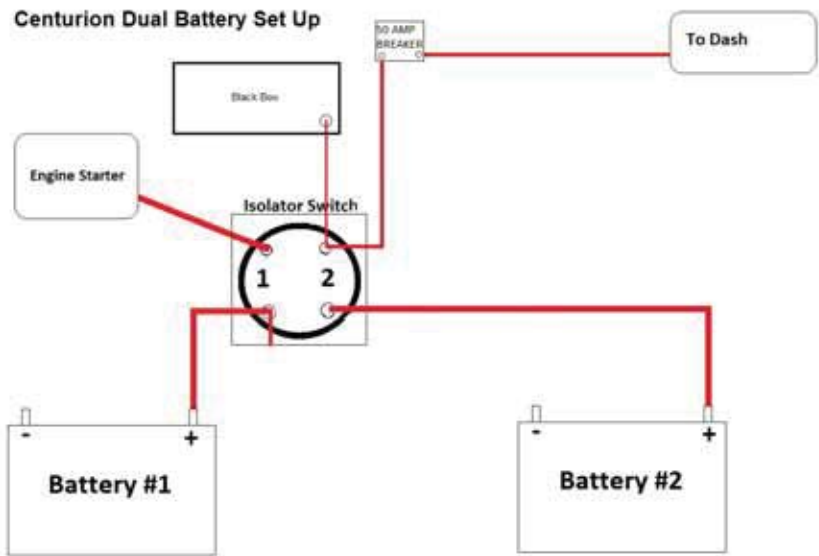 Centurion Dual Battery Set Up
50 AMP
BREAKER
To Dash
Black Box
Engine Starter
Isolator Switch
1 2
- +
Battery #1
- +
Battery #2